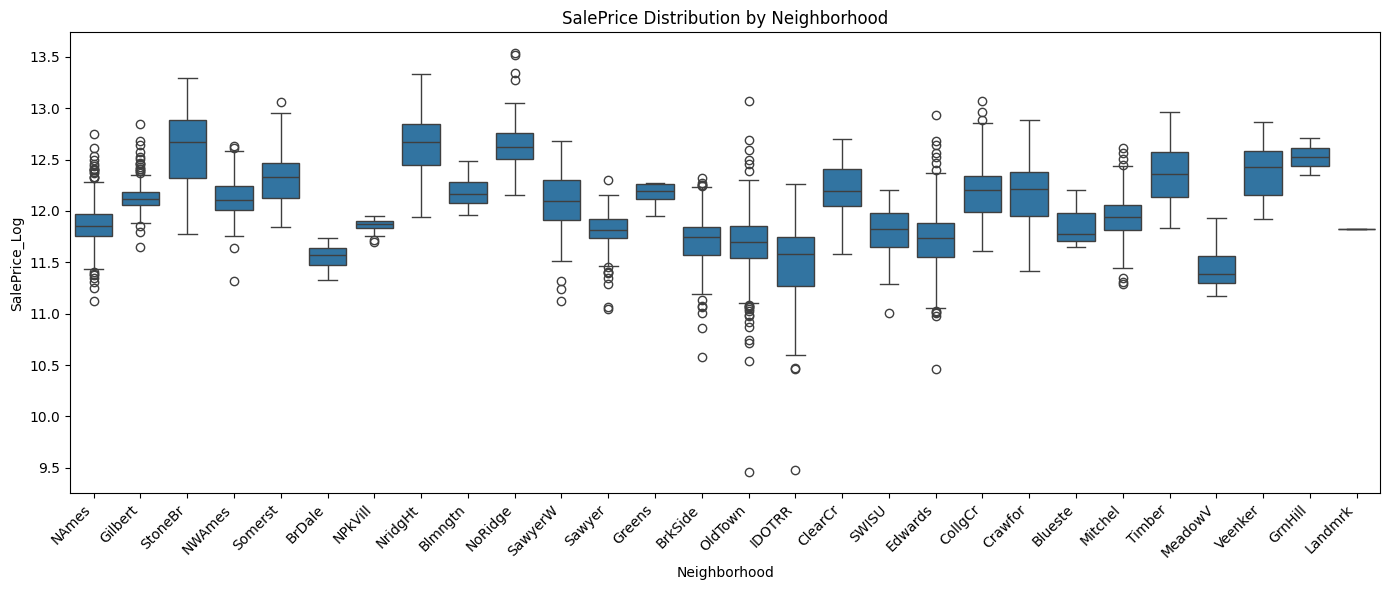 SalePrice Distribution by Neighborhood
SalePrice_Log
13.5
13.0
12.5
12.0
11.5
11.0
10.5
10.0
9.5
NAmes
Gilbert
StoneBr
NWAmes
Somerst
BrDale
NPkVill
NridgHt
Blmngtn
NoRidge
SawyerW
Sawyer
Greens
BrkSide
OldTown
IDOTRR
ClearCr
SWISU
Edwards
CollgCr
Crawfor
Blueste
Mitchel
Timber
MeadowV
Veenker
GrnHill
Landmrk
Neighborhood